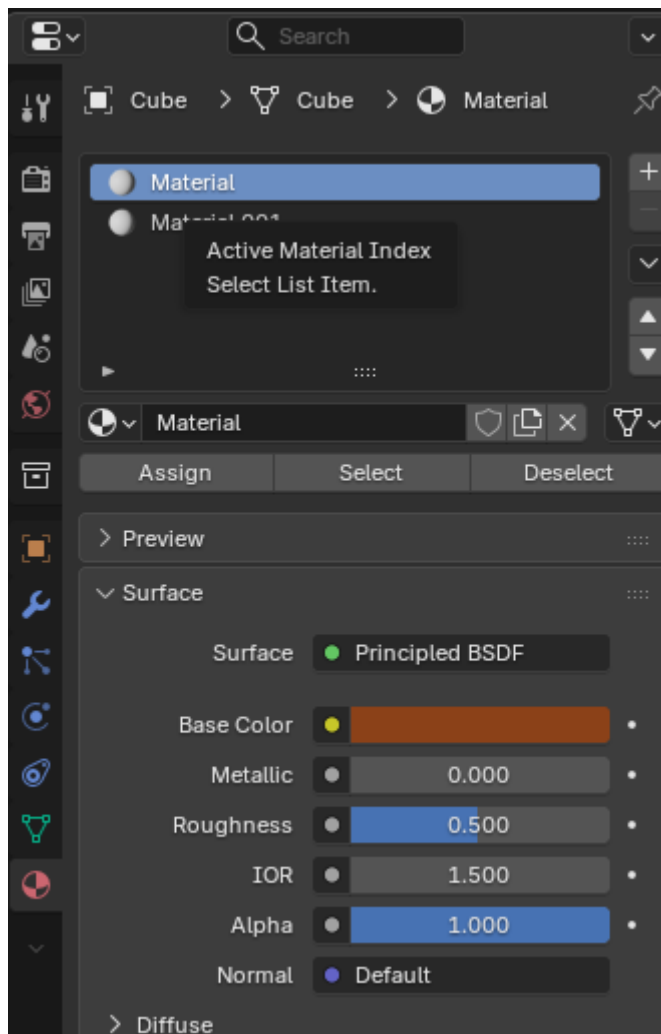 Search
Cube > Cube > Material
Material
Active Material Index
Select List Item.
Material
Assign Select Deselect
Preview
Surface
Surface Principled BSDF
Base Color
Metallic 0.000
Roughness 0.500
IOR 1.500
Alpha 1.000
Normal Default
Diffuse